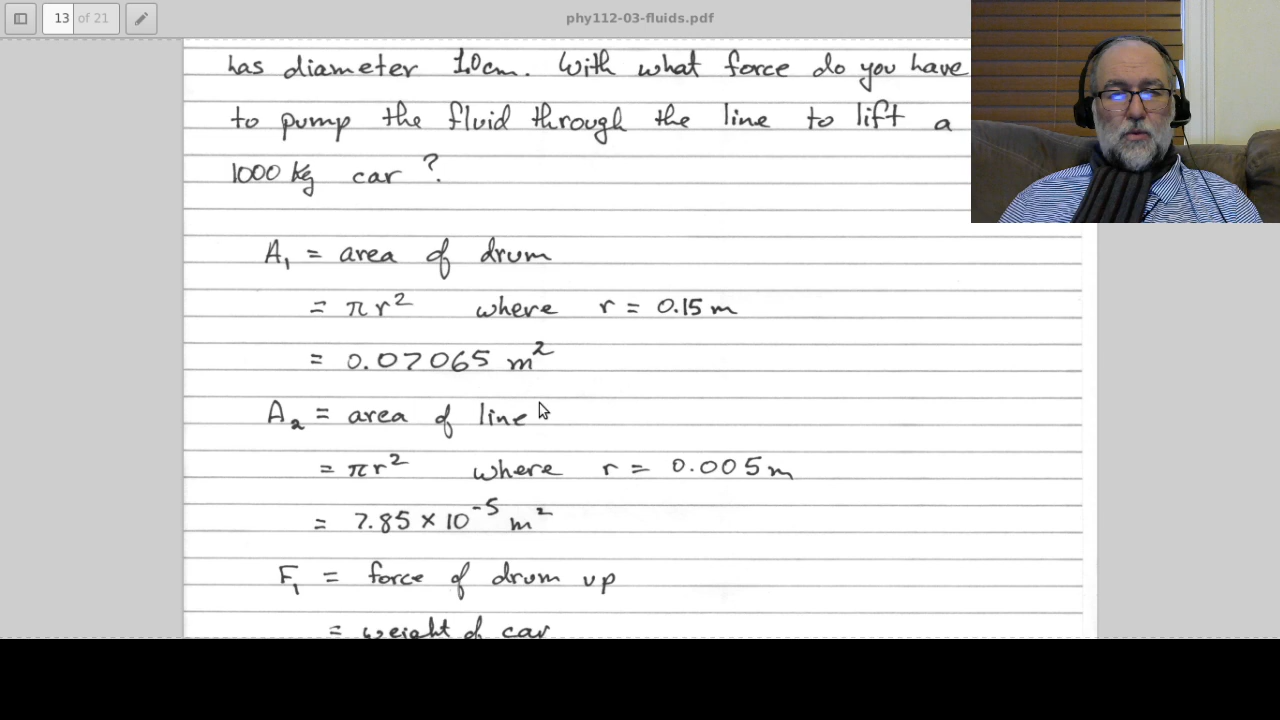 13 of 21
phy112-03-fluids.pdf
has diameter 1.0cm. With what force do you have
to pump the fluid through the line to lift a
1000 kg car ?
A₁ = area of drum
= πr² where r = 0.15 m
= 0.07065 m²
A₂ = area of line
= πr² where r = 0.005 m
= 7.85 × 10⁻⁵ m²
F₁ = force of drum up
= weight of car